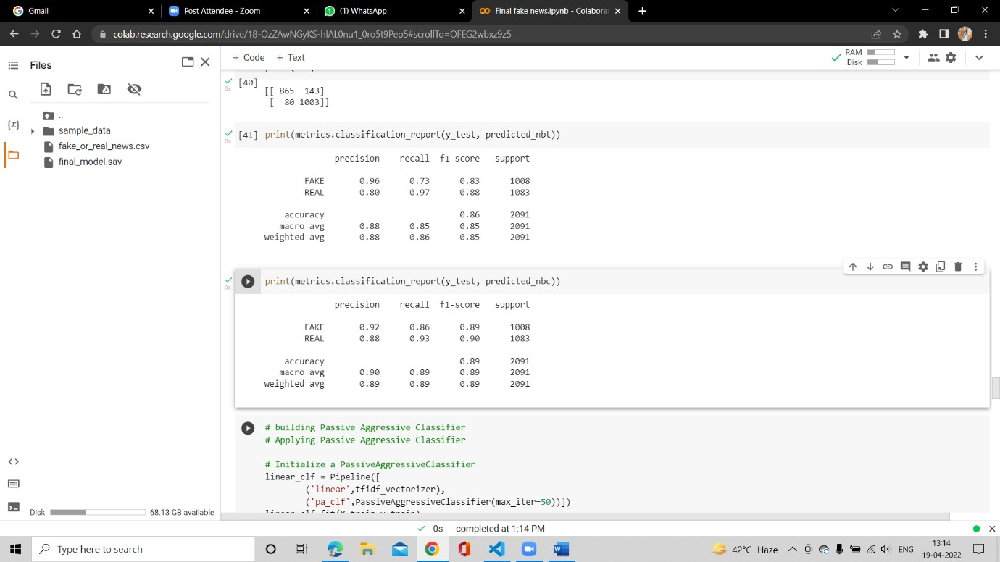 Gmail
Post Attendee - Zoom
(1) WhatsApp
Final fake news.ipynb - Colabora
colab.research.google.com/drive/18-OzZAwNGyKS-hlAL0nu1_0ro5t9Pep5#scrollTo=OFEG2wbxz9z5
Files
+ Code + Text
RAM
Disk
..
sample_data
fake_or_real_news.csv
final_model.sav
[40]
[[ 865 143]
[ 80 1003]]
[41] print(metrics.classification_report(y_test, predicted_nbt))
precision recall f1-score support
FAKE 0.96 0.73 0.83 1008
REAL 0.80 0.97 0.88 1083
accuracy 0.86 2091
macro avg 0.88 0.85 0.85 2091
weighted avg 0.88 0.86 0.85 2091
print(metrics.classification_report(y_test, predicted_nbc))
precision recall f1-score support
FAKE 0.92 0.86 0.89 1008
REAL 0.88 0.93 0.90 1083
accuracy 0.89 2091
macro avg 0.90 0.89 0.89 2091
weighted avg 0.89 0.89 0.89 2091
# building Passive Aggressive Classifier
# Applying Passive Aggressive Classifier
# Initialize a PassiveAggressiveClassifier
linear_clf = Pipeline([
('linear',tfidf_vectorizer),
('pa_clf',PassiveAggressiveClassifier(max_iter=50))])
Disk 68.13 GB available
0s completed at 1:14 PM
Type here to search
42°C Haze
ENG
13:14
19-04-2022